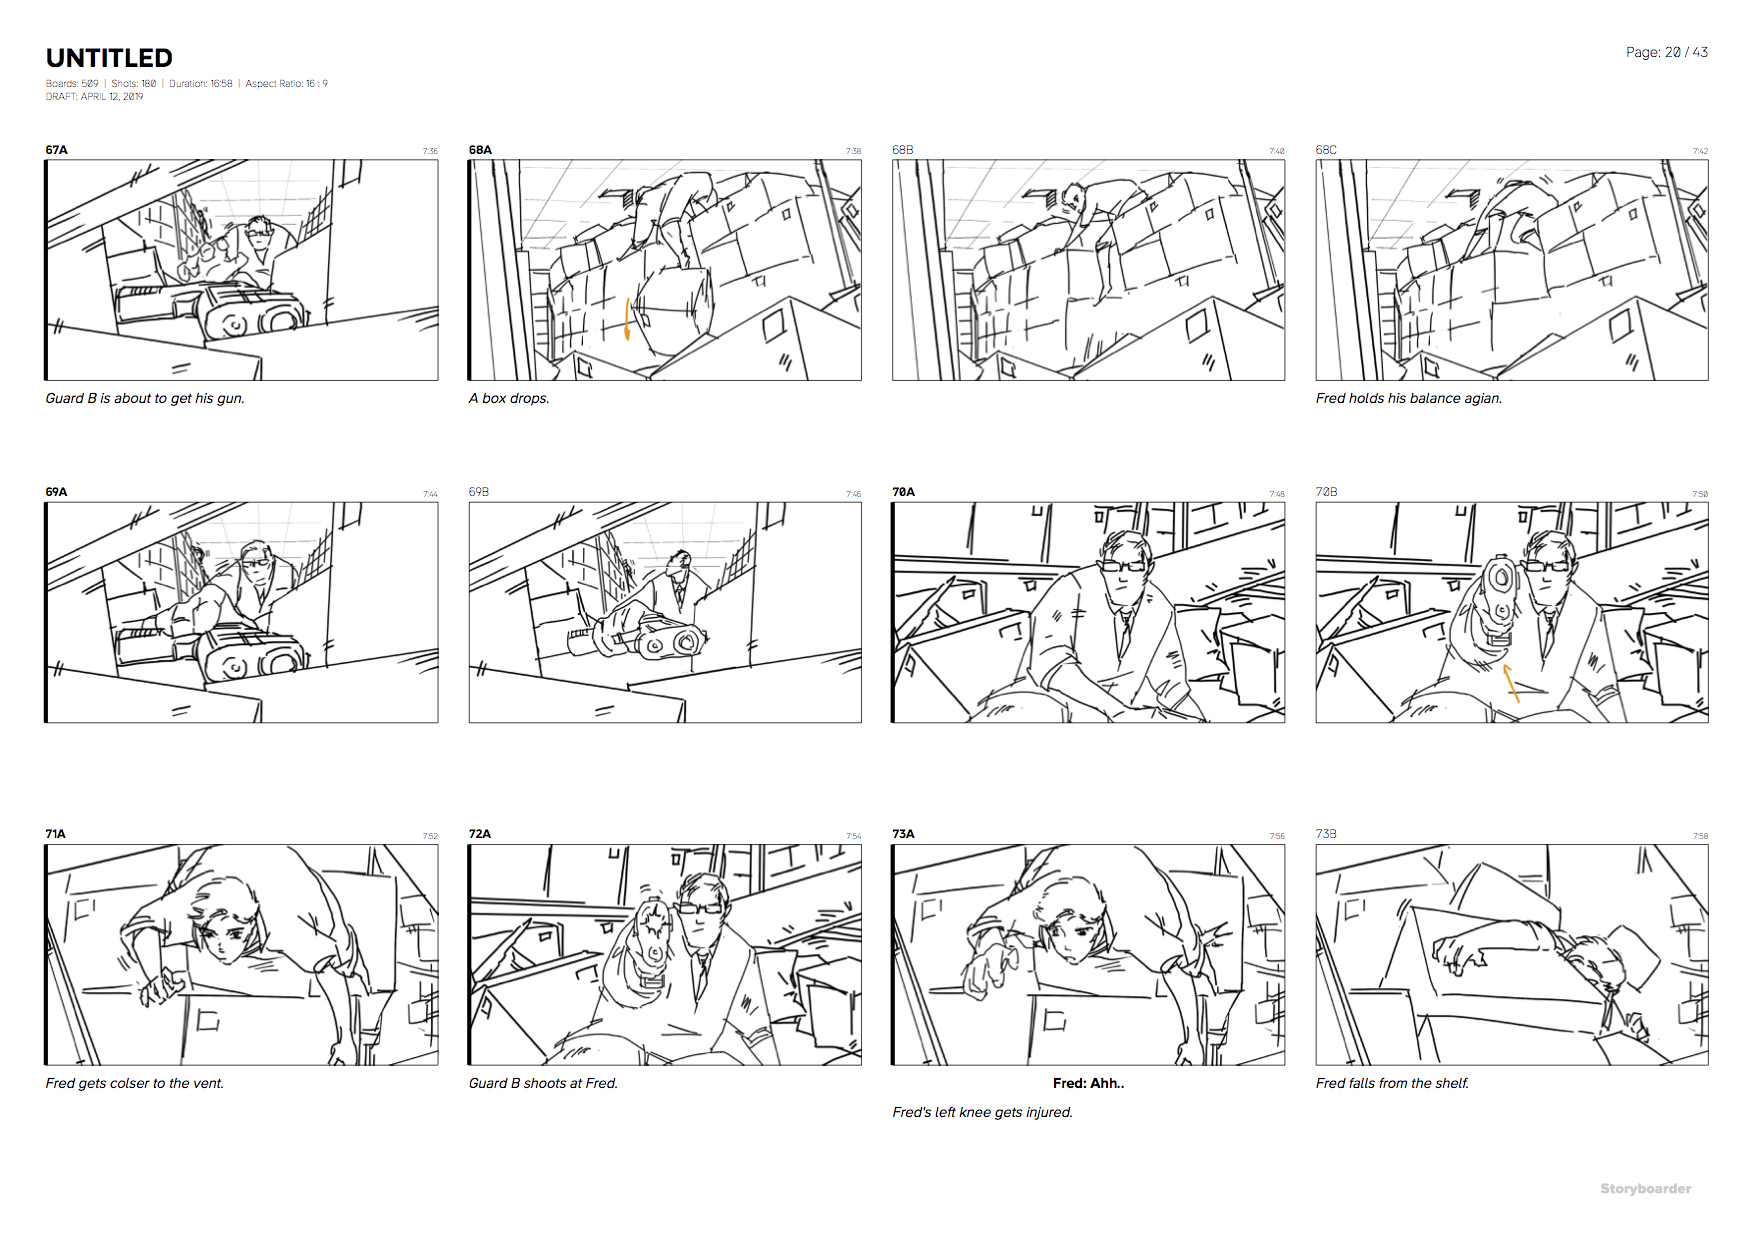 UNTITLED
Page: 20 / 43
Boards: 509 | Shots: 180 | Duration: 16:58 | Aspect Ratio: 16 : 9
DRAFT: APRIL 12, 2019
67A 7:36
68A 7:38
68B 7:40
68C 7:42
Guard B is about to get his gun.
A box drops.
Fred holds his balance agian.
69A 7:44
69B 7:46
70A 7:48
70B 7:50
71A 7:52
72A 7:54
73A 7:56
73B 7:58
Fred gets colser to the vent.
Guard B shoots at Fred.
Fred: Ahh..
Fred's left knee gets injured.
Fred falls from the shelf.
Storyboarder